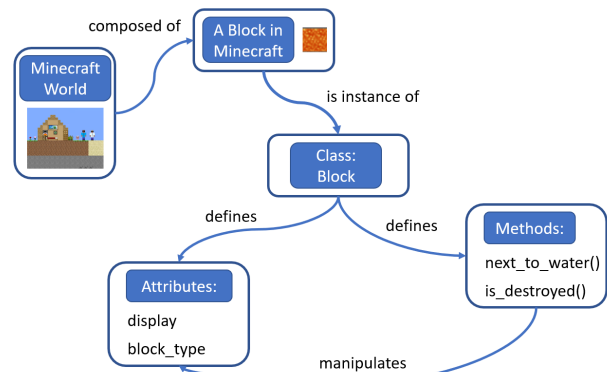 composed of
A Block in
Minecraft
Minecraft
World
is instance of
Class:
Block
defines
defines
Methods:
next_to_water()
is_destroyed()
Attributes:
display
block_type
manipulates